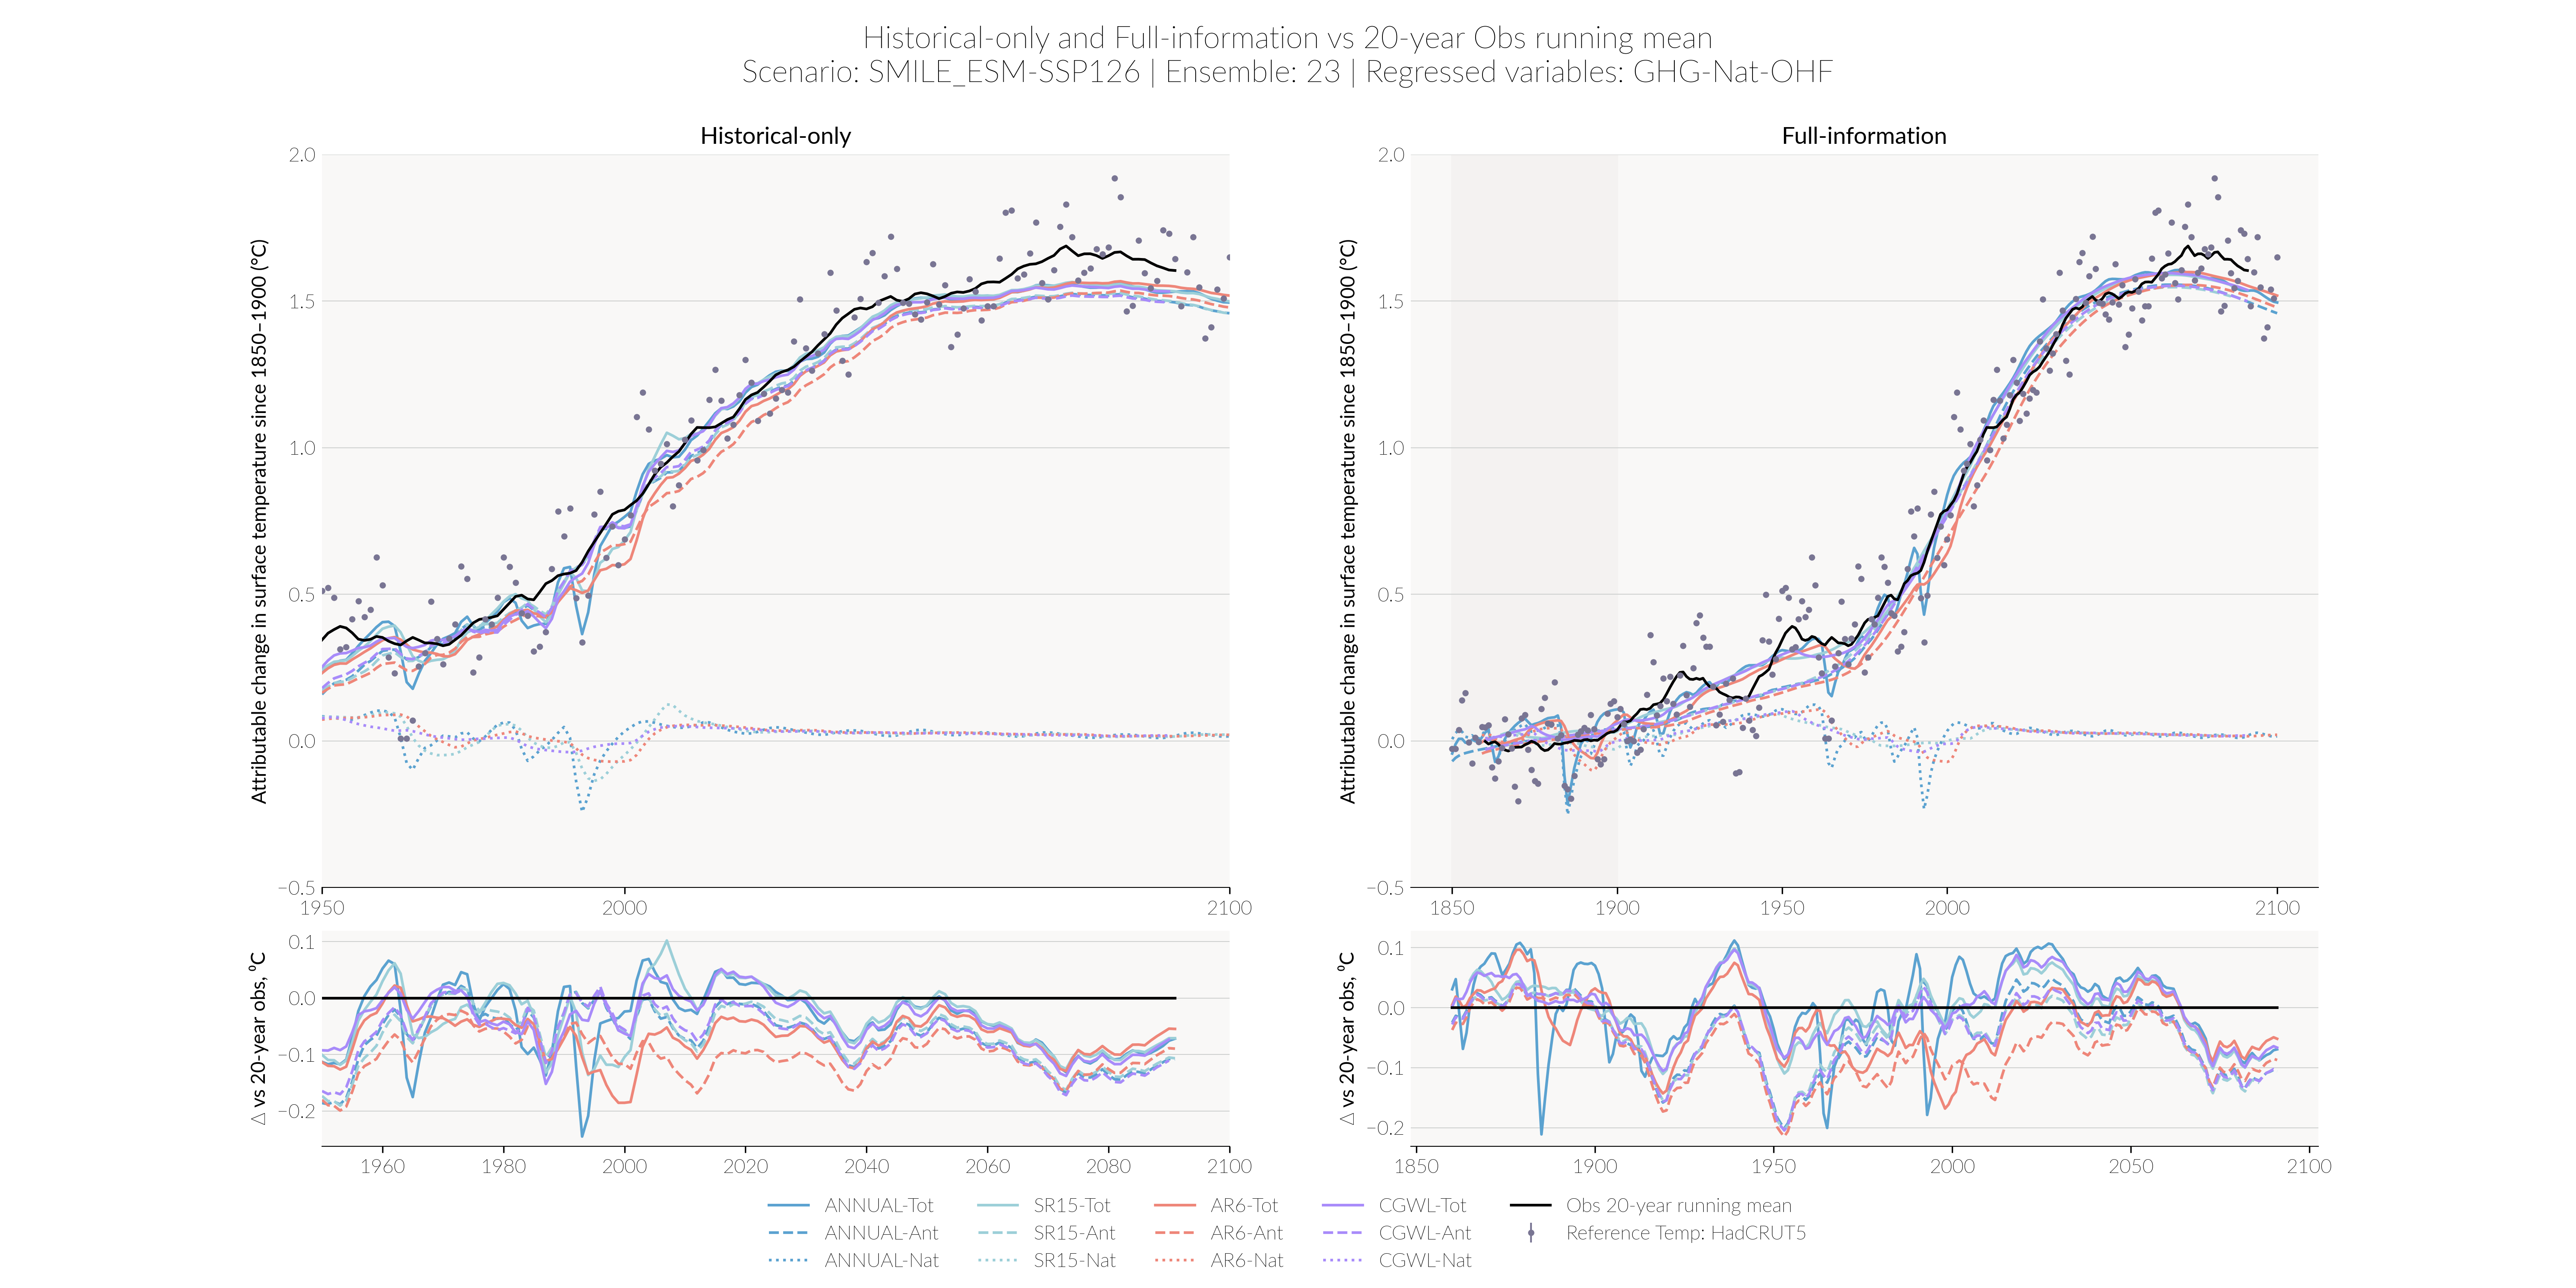 Historical-only and Full-information vs 20-year Obs running mean
Scenario: SMILE_ESM-SSP126 | Ensemble: 23 | Regressed variables: GHG-Nat-OHF
Historical-only
Attributable change in surface temperature since 1850–1900 (°C)
2.0
1.5
1.0
0.5
0.0
−0.5
1950
2000
2100
Δ vs 20-year obs, ⁰C
0.1
0.0
−0.1
−0.2
1960
1980
2000
2020
2040
2060
2080
2100
Full-information
Attributable change in surface temperature since 1850–1900 (°C)
2.0
1.5
1.0
0.5
0.0
−0.5
1850
1900
1950
2000
2100
Δ vs 20-year obs, ⁰C
0.1
0.0
−0.1
−0.2
1850
1900
1950
2000
2050
2100
ANNUAL-Tot
ANNUAL-Ant
ANNUAL-Nat
SR15-Tot
SR15-Ant
SR15-Nat
AR6-Tot
AR6-Ant
AR6-Nat
CGWL-Tot
CGWL-Ant
CGWL-Nat
Obs 20-year running mean
Reference Temp: HadCRUT5